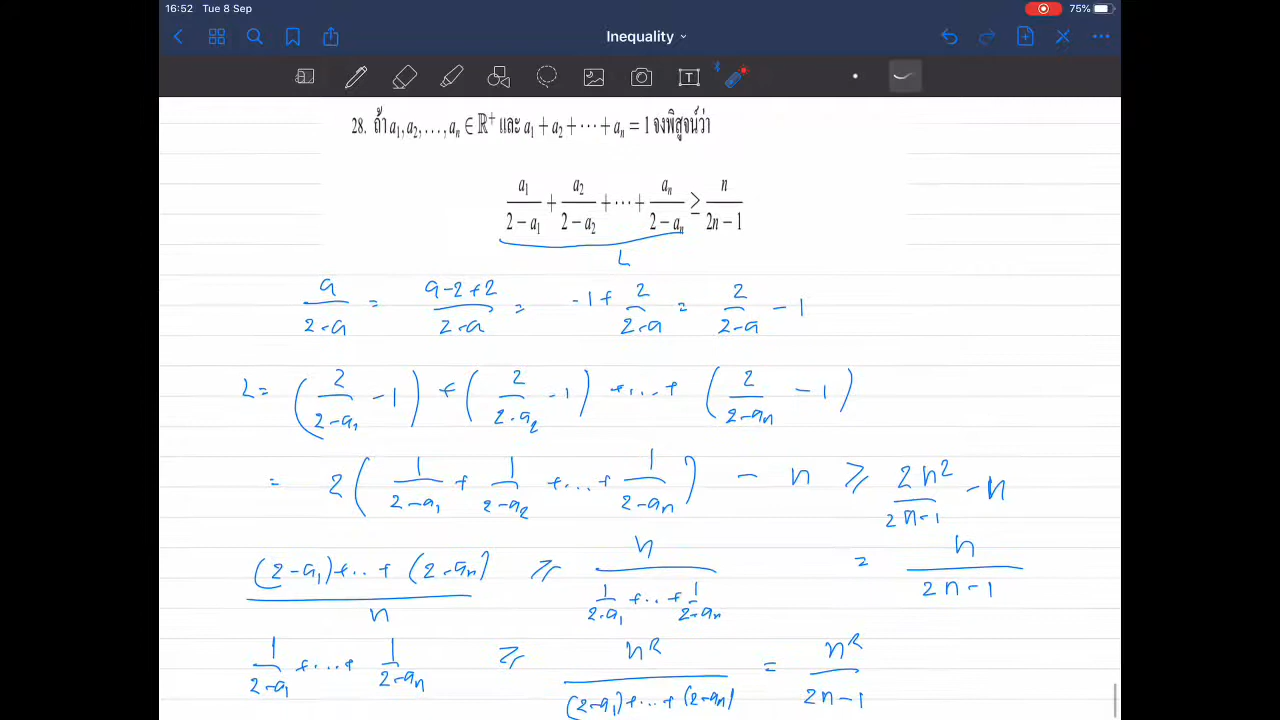 16:52 Tue 8 Sep 75%
Inequality
T
28. ถ้า a₁, a₂, …, aₙ ∈ ℝ⁺ และ a₁ + a₂ + ⋯ + aₙ = 1 จงพิสูจน์ว่า
a₁/(2 − a₁) + a₂/(2 − a₂) + ⋯ + aₙ/(2 − aₙ) ≥ n/(2n − 1)
L
a/(2-a) = (a-2+2)/(2-a) = -1 + 2/(2-a) = 2/(2-a) - 1
L = (2/(2-a₁) - 1) + (2/(2-a₂) - 1) + ... + (2/(2-aₙ) - 1)
= 2(1/(2-a₁) + 1/(2-a₂) + ... + 1/(2-aₙ)) - n ≥ 2n²/(2n-1) - n
((2-a₁) + ... + (2-aₙ))/n ≥ n/(1/(2-a₁) + ... + 1/(2-aₙ)) = n/(2n-1)
1/(2-a₁) + ... + 1/(2-aₙ) ≥ n²/((2-a₁) + ... + (2-aₙ)) = n²/(2n-1)